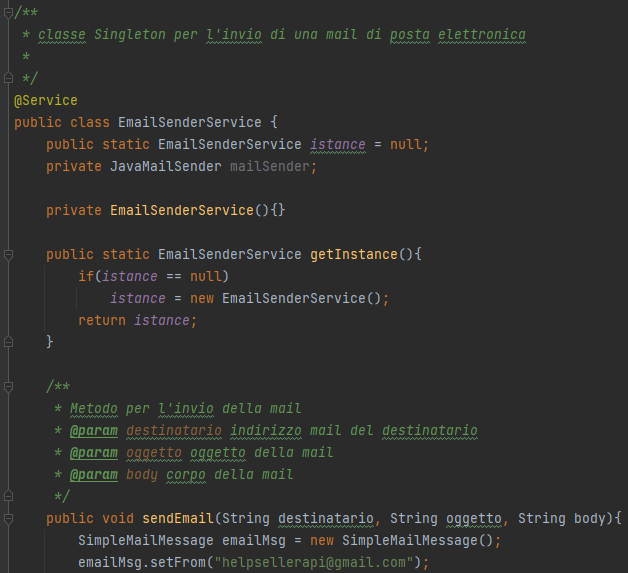 /**
 * classe Singleton per l'invio di una mail di posta elettronica
 *
 */
@Service
public class EmailSenderService {
    public static EmailSenderService istance = null;
    private JavaMailSender mailSender;

    private EmailSenderService(){}

    public static EmailSenderService getInstance(){
        if(istance == null)
            istance = new EmailSenderService();
        return istance;
    }

    /**
     * Metodo per l'invio della mail
     * @param destinatario indirizzo mail del destinatario
     * @param oggetto oggetto della mail
     * @param body corpo della mail
     */
    public void sendEmail(String destinatario, String oggetto, String body){
        SimpleMailMessage emailMsg = new SimpleMailMessage();
        emailMsg.setFrom("helpsellerapi@gmail.com");